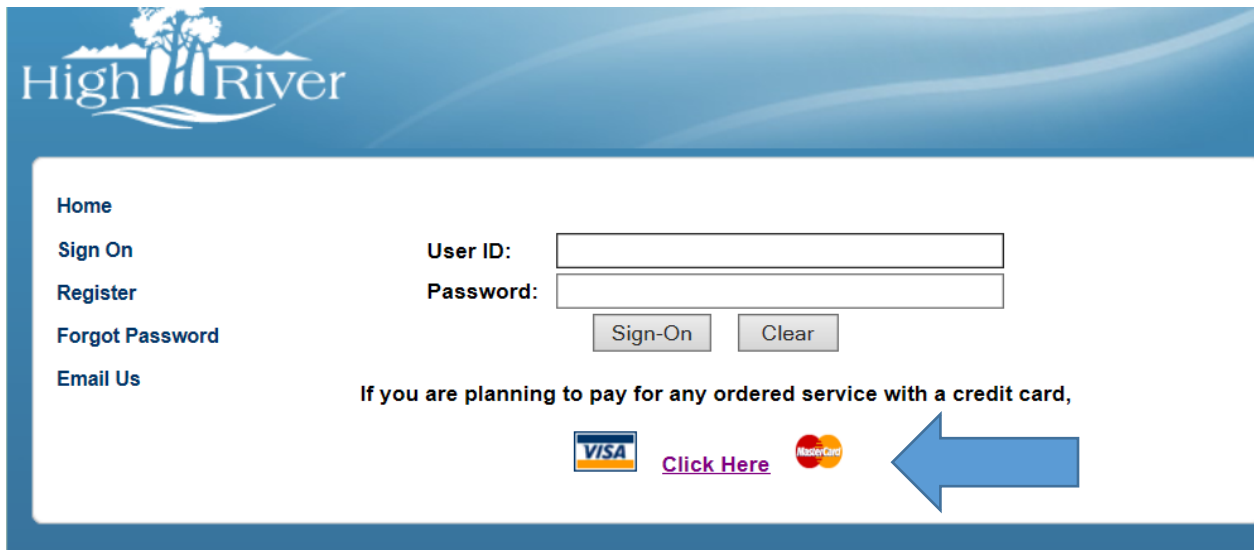 High River
Home
Sign On
Register
Forgot Password
Email Us
User ID:
Password:
Sign-On Clear
If you are planning to pay for any ordered service with a credit card,
VISA Click Here MasterCard